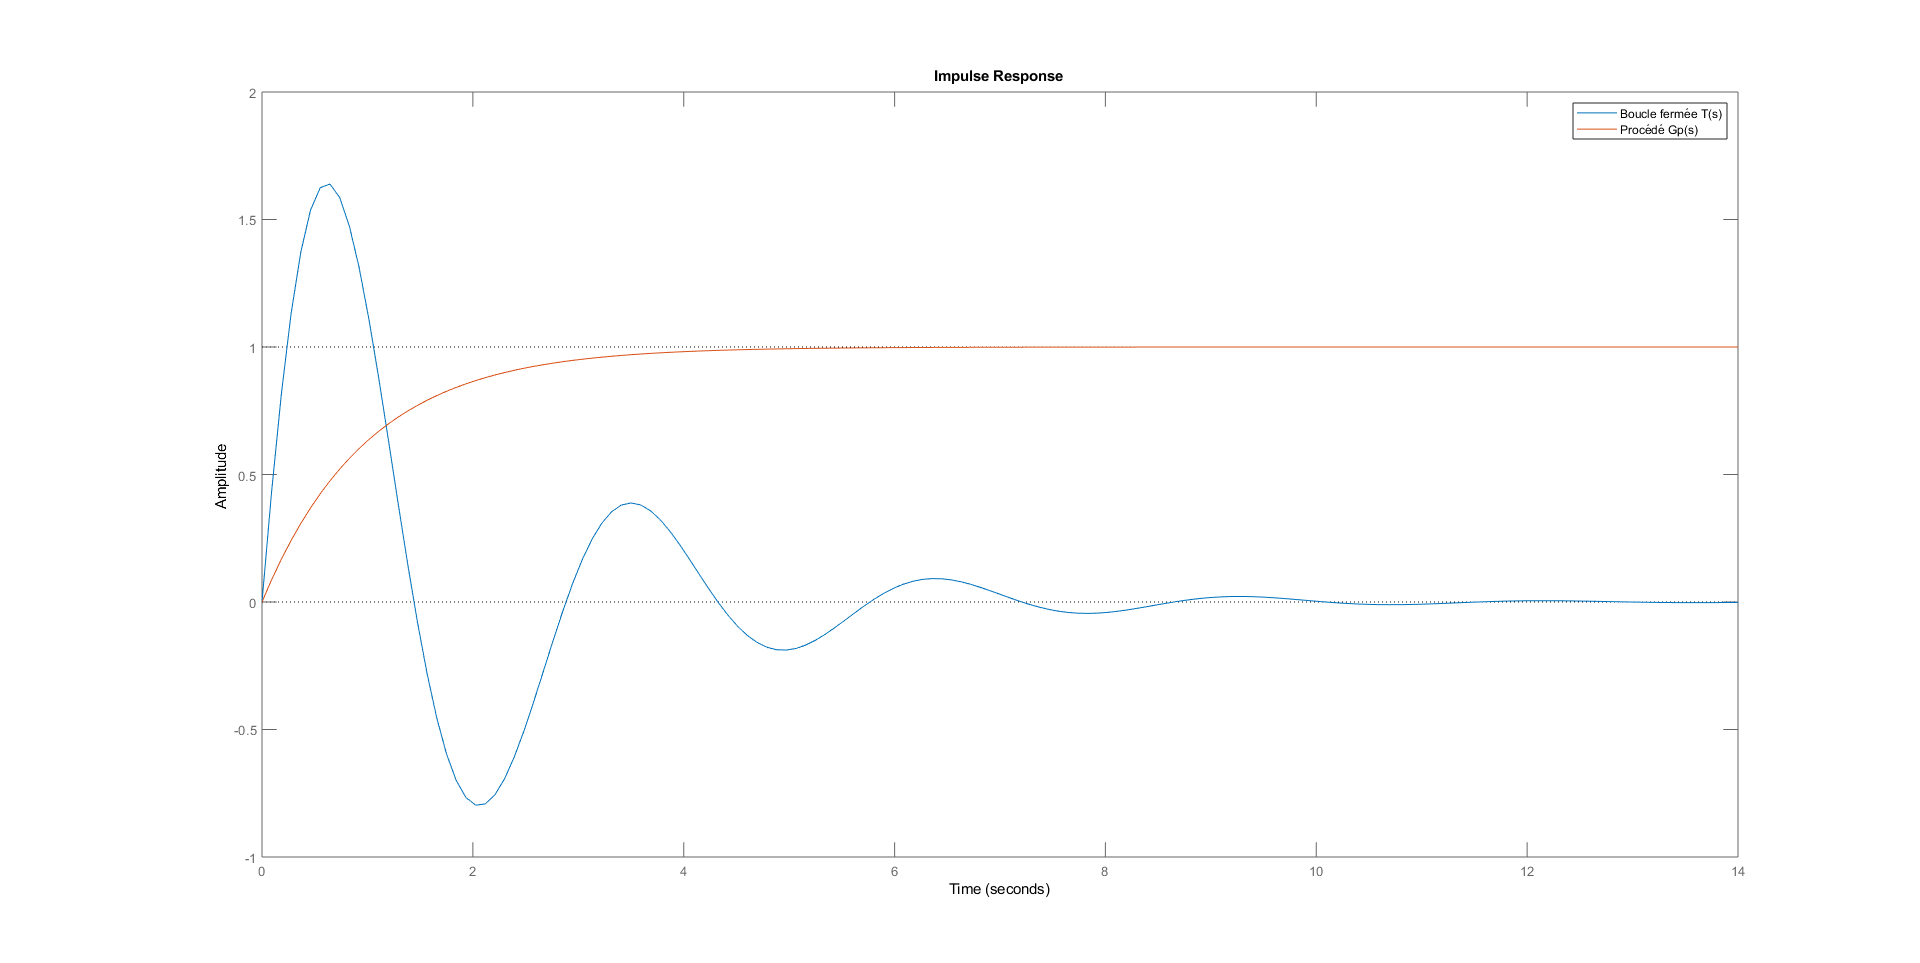 Impulse Response
Boucle fermée T(s)
Procédé Gp(s)
2
1.5
1
0.5
0
-0.5
-1
Amplitude
0 2 4 6 8 10 12 14
Time (seconds)